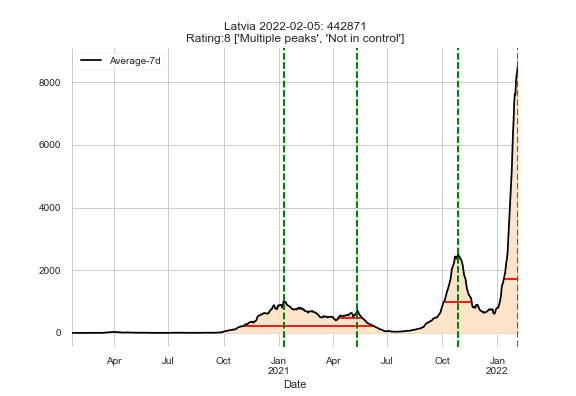 Latvia 2022-02-05: 442871
Rating:8 ['Multiple peaks', 'Not in control']
Average-7d
8000
6000
4000
2000
0
Apr Jul Oct Jan Apr Jul Oct Jan
2021 2022
Date